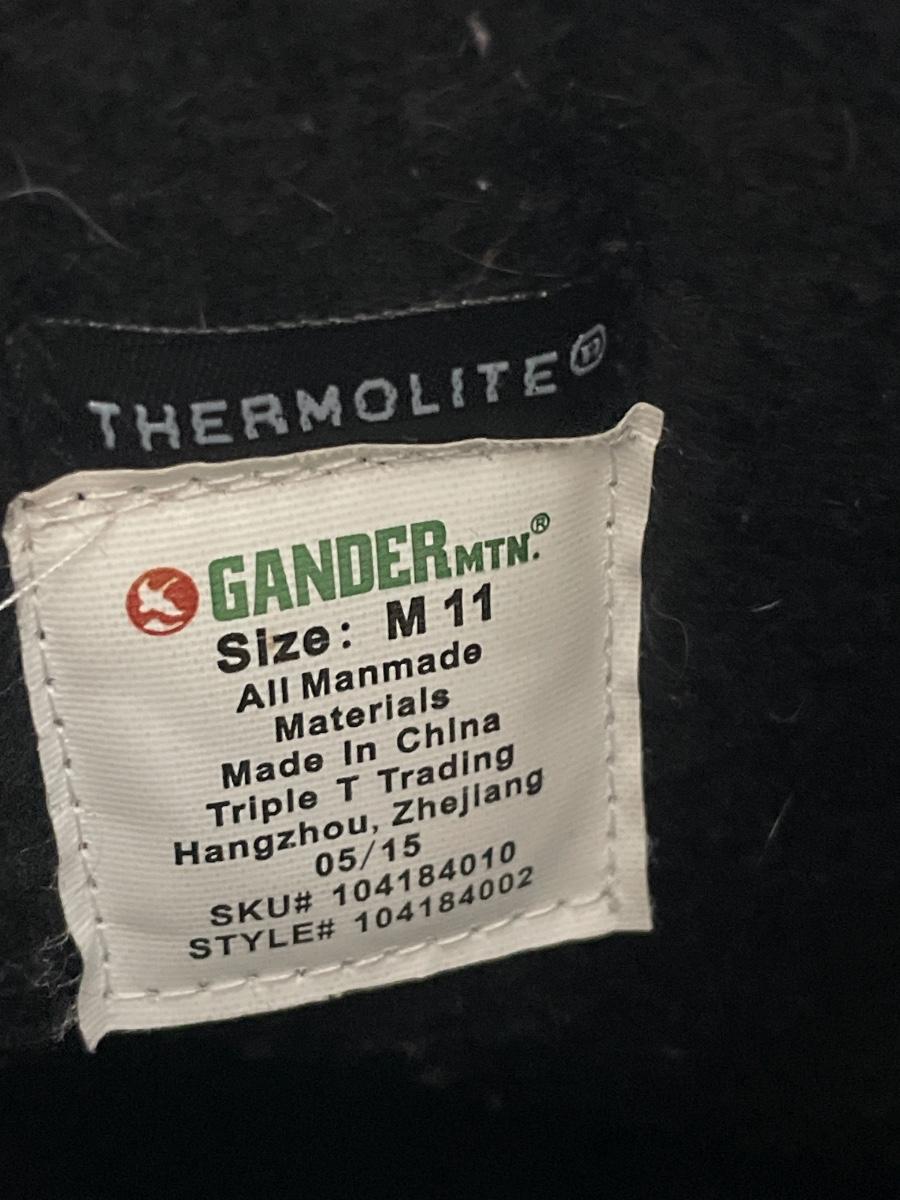 THERMOLITE®
GANDER MTN.®
Size: M 11
All Manmade
Materials
Made In China
Triple T Trading
Hangzhou, Zhejiang
05/15
SKU# 104184010
STYLE# 104184002